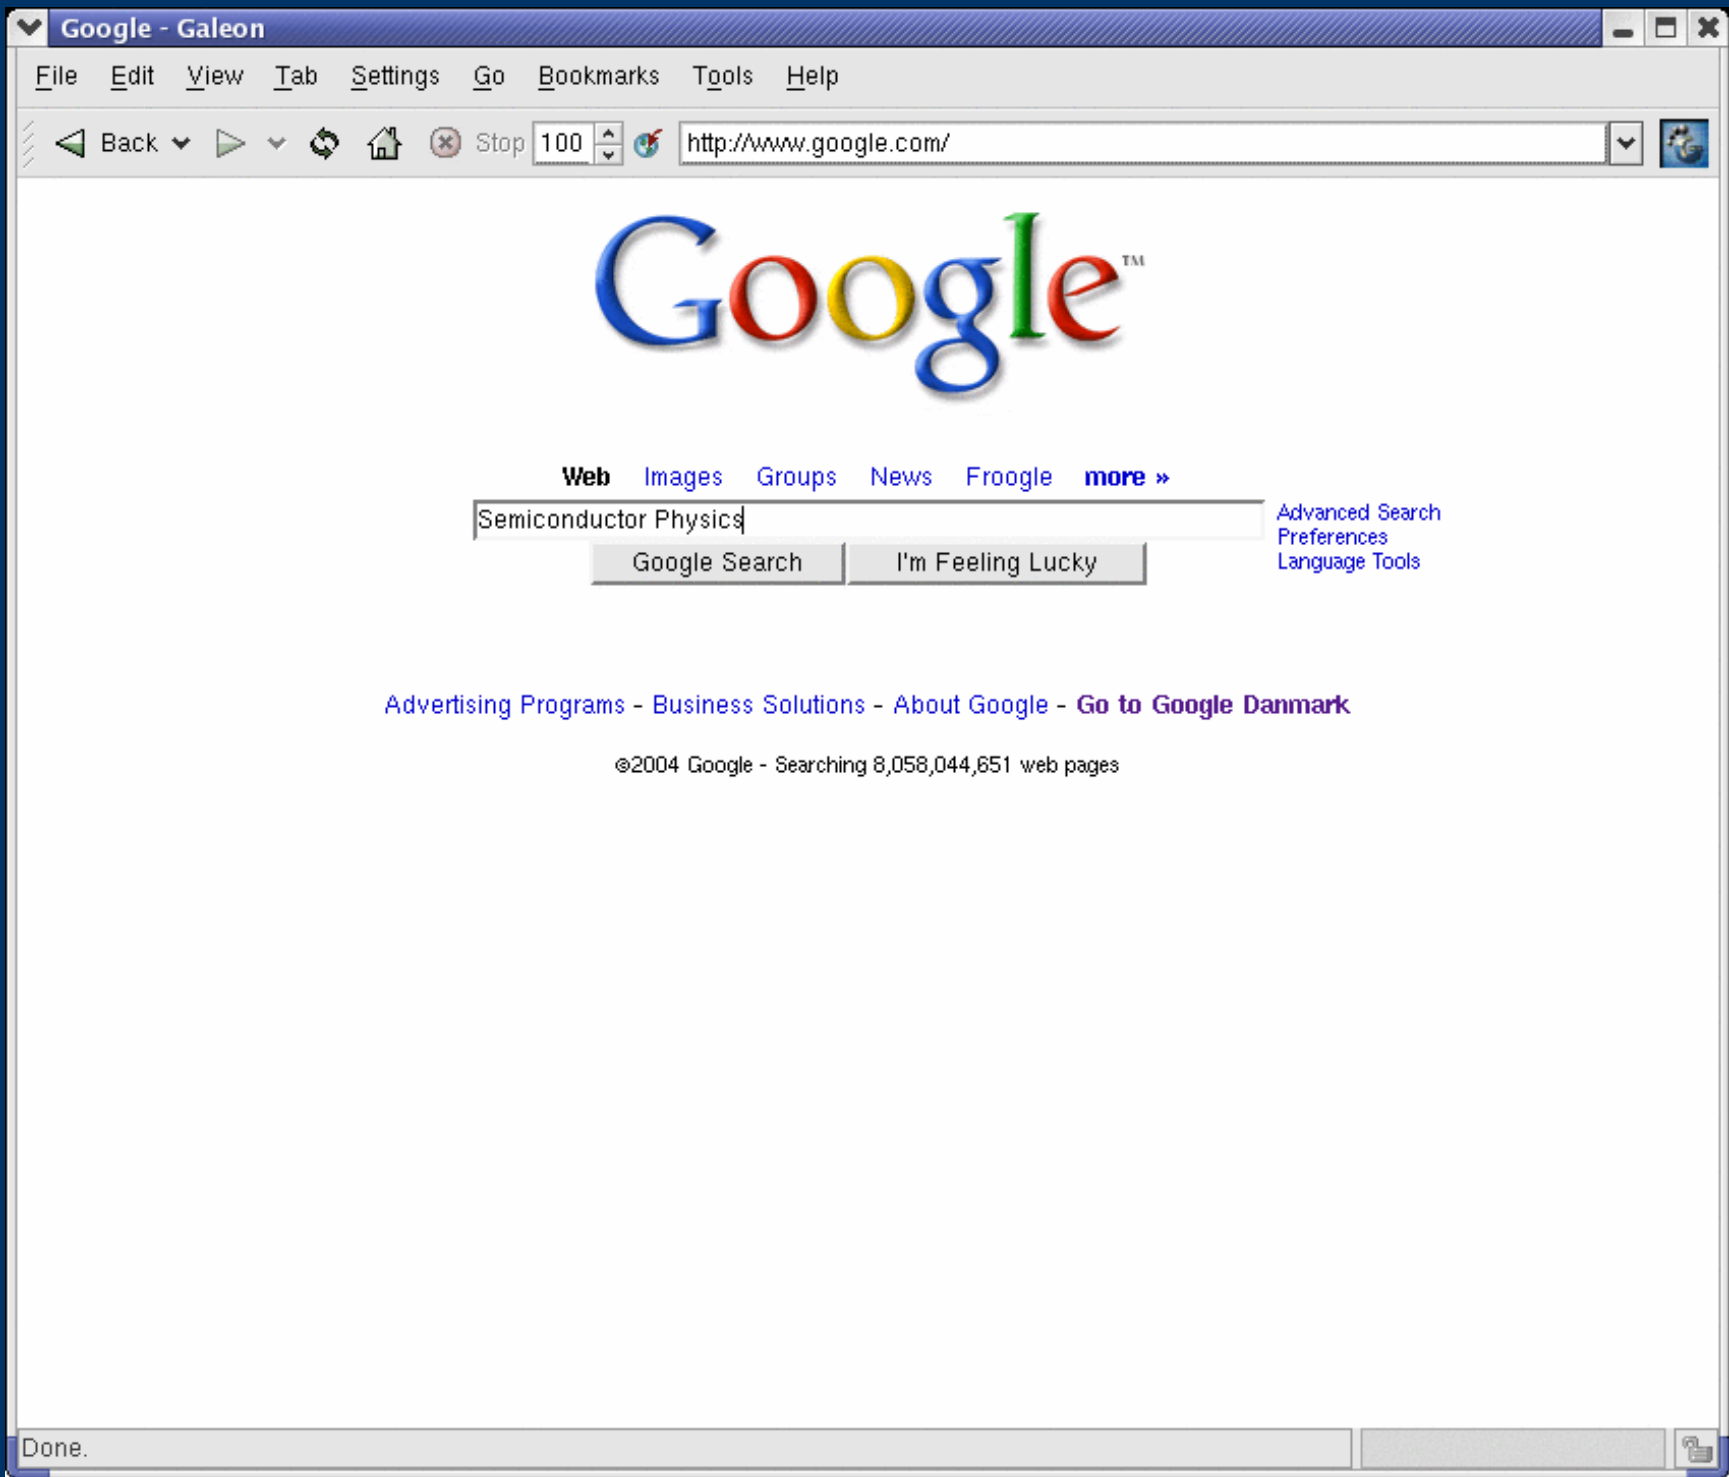 Google - Galeon
File Edit View Tab Settings Go Bookmarks Tools Help
Back Stop 100 http://www.google.com/
Google™
Web Images Groups News Froogle more »
Semiconductor Physics
Advanced Search
Preferences
Language Tools
Google Search I'm Feeling Lucky
Advertising Programs - Business Solutions - About Google - Go to Google Danmark
©2004 Google - Searching 8,058,044,651 web pages
Done.